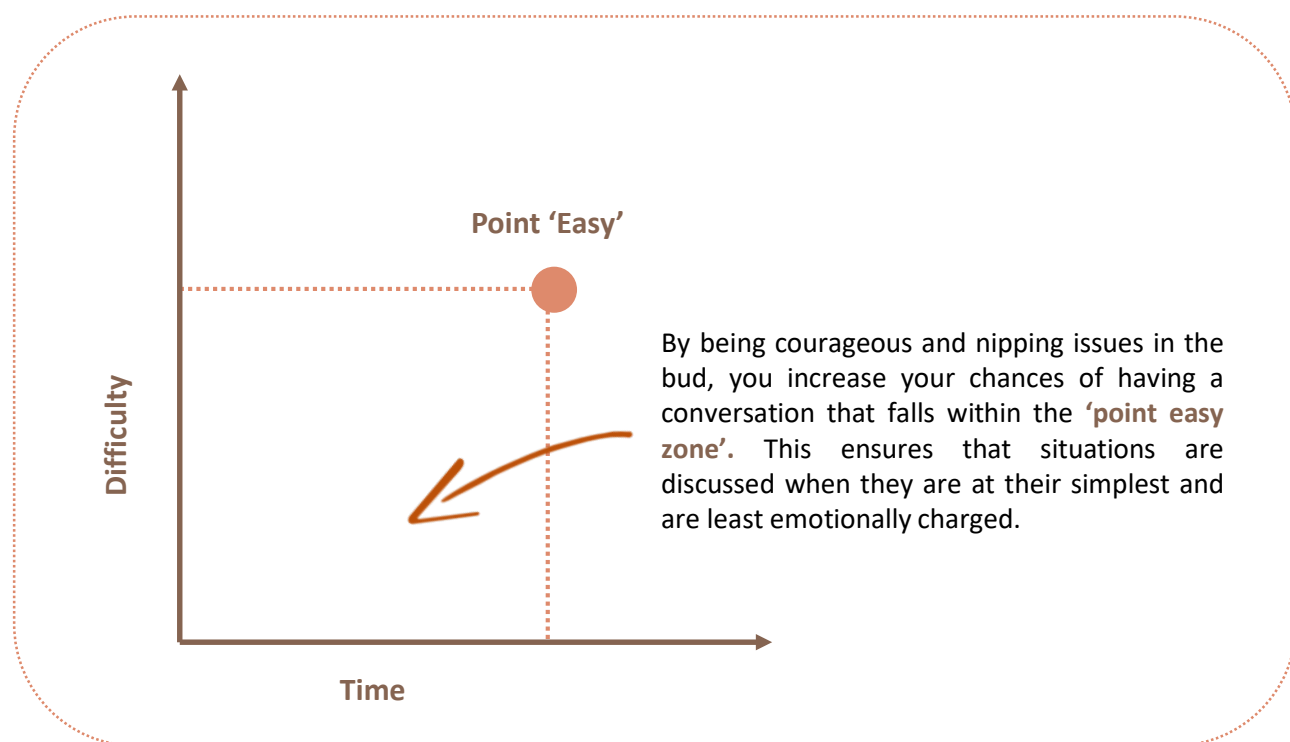 Point ‘Easy’
By being courageous and nipping issues in the
bud, you increase your chances of having a
conversation that falls within the ‘point easy
zone’. This ensures that situations are
discussed when they are at their simplest and
are least emotionally charged.
Difficulty
Time